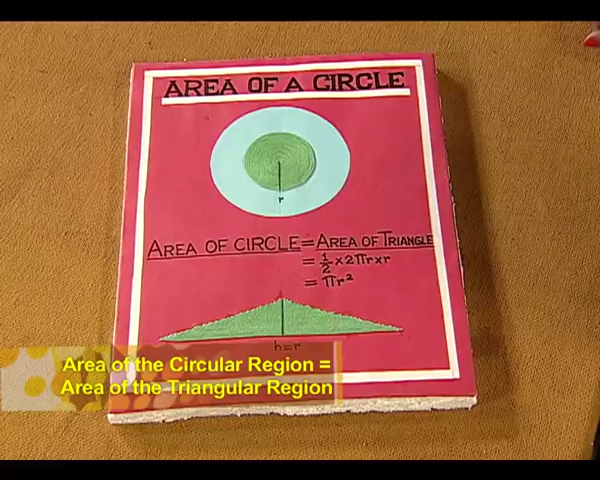 AREA OF A CIRCLE
r
AREA OF CIRCLE = AREA OF TRIANGLE
= 1/2 × 2πr×r
= πr²
h=r
Area of the Circular Region =
Area of the Triangular Region